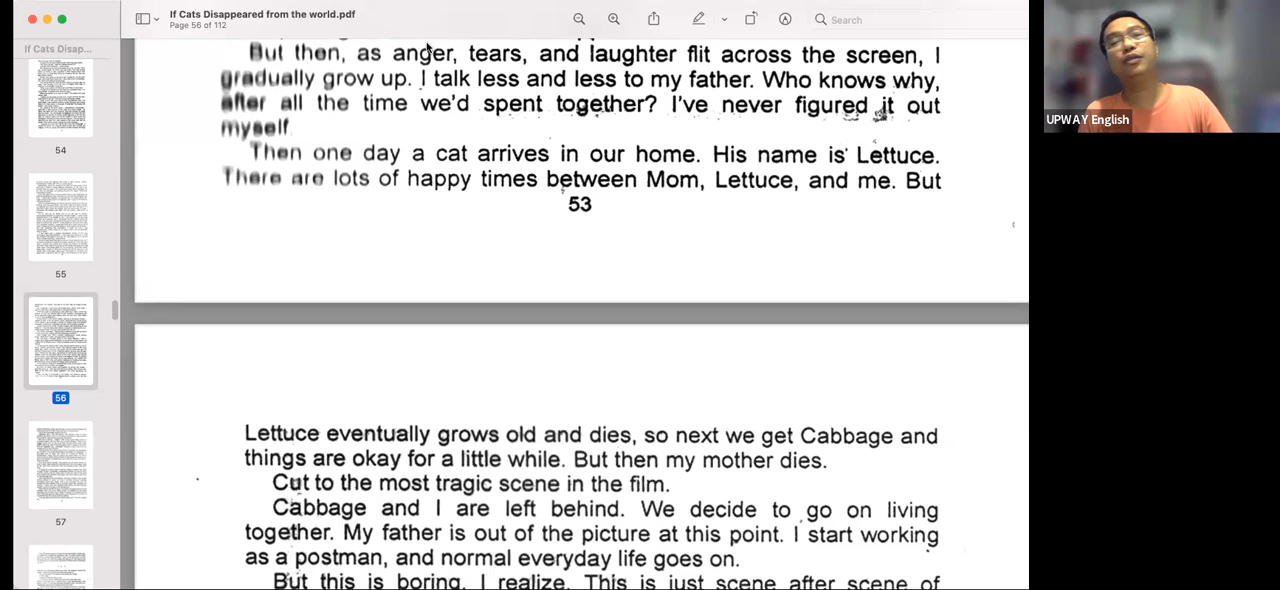 If Cats Disappeared from the world.pdf
Page 56 of 112
Search
If Cats Disap...
54
55
56
57
But then, as anger, tears, and laughter flit across the screen, I
gradually grow up. I talk less and less to my father. Who knows why,
after all the time we'd spent together? I've never figured it out
myself.
Then one day a cat arrives in our home. His name is Lettuce.
There are lots of happy times between Mom, Lettuce, and me. But
53
Lettuce eventually grows old and dies, so next we get Cabbage and
things are okay for a little while. But then my mother dies.
Cut to the most tragic scene in the film.
Cabbage and I are left behind. We decide to go on living
together. My father is out of the picture at this point. I start working
as a postman, and normal everyday life goes on.
But this is boring, I realize. This is just scene after scene of
UPWAY English